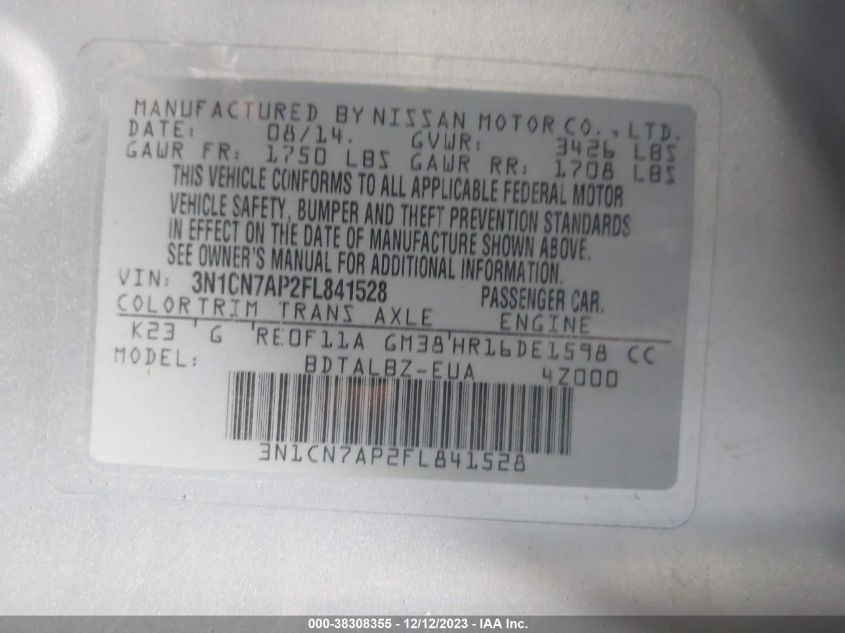 MANUFACTURED BY NISSAN MOTOR CO., LTD.
DATE: 08/14. GVWR: 3426 LBS
GAWR FR: 1750 LBS GAWR RR: 1708 LBS
THIS VEHICLE CONFORMS TO ALL APPLICABLE FEDERAL MOTOR
VEHICLE SAFETY, BUMPER AND THEFT PREVENTION STANDARDS
IN EFFECT ON THE DATE OF MANUFACTURE SHOWN ABOVE.
SEE OWNER'S MANUAL FOR ADDITIONAL INFORMATION.
VIN: 3N1CN7AP2FL841528 PASSENGER CAR.
COLOR TRIM TRANS AXLE ENGINE
K23 G RE0F11A GM38 HR16DE1598 CC
MODEL: BDTALBZ-EUA 4Z000
3N1CN7AP2FL841528
000-38308355 - 12/12/2023 - IAA Inc.